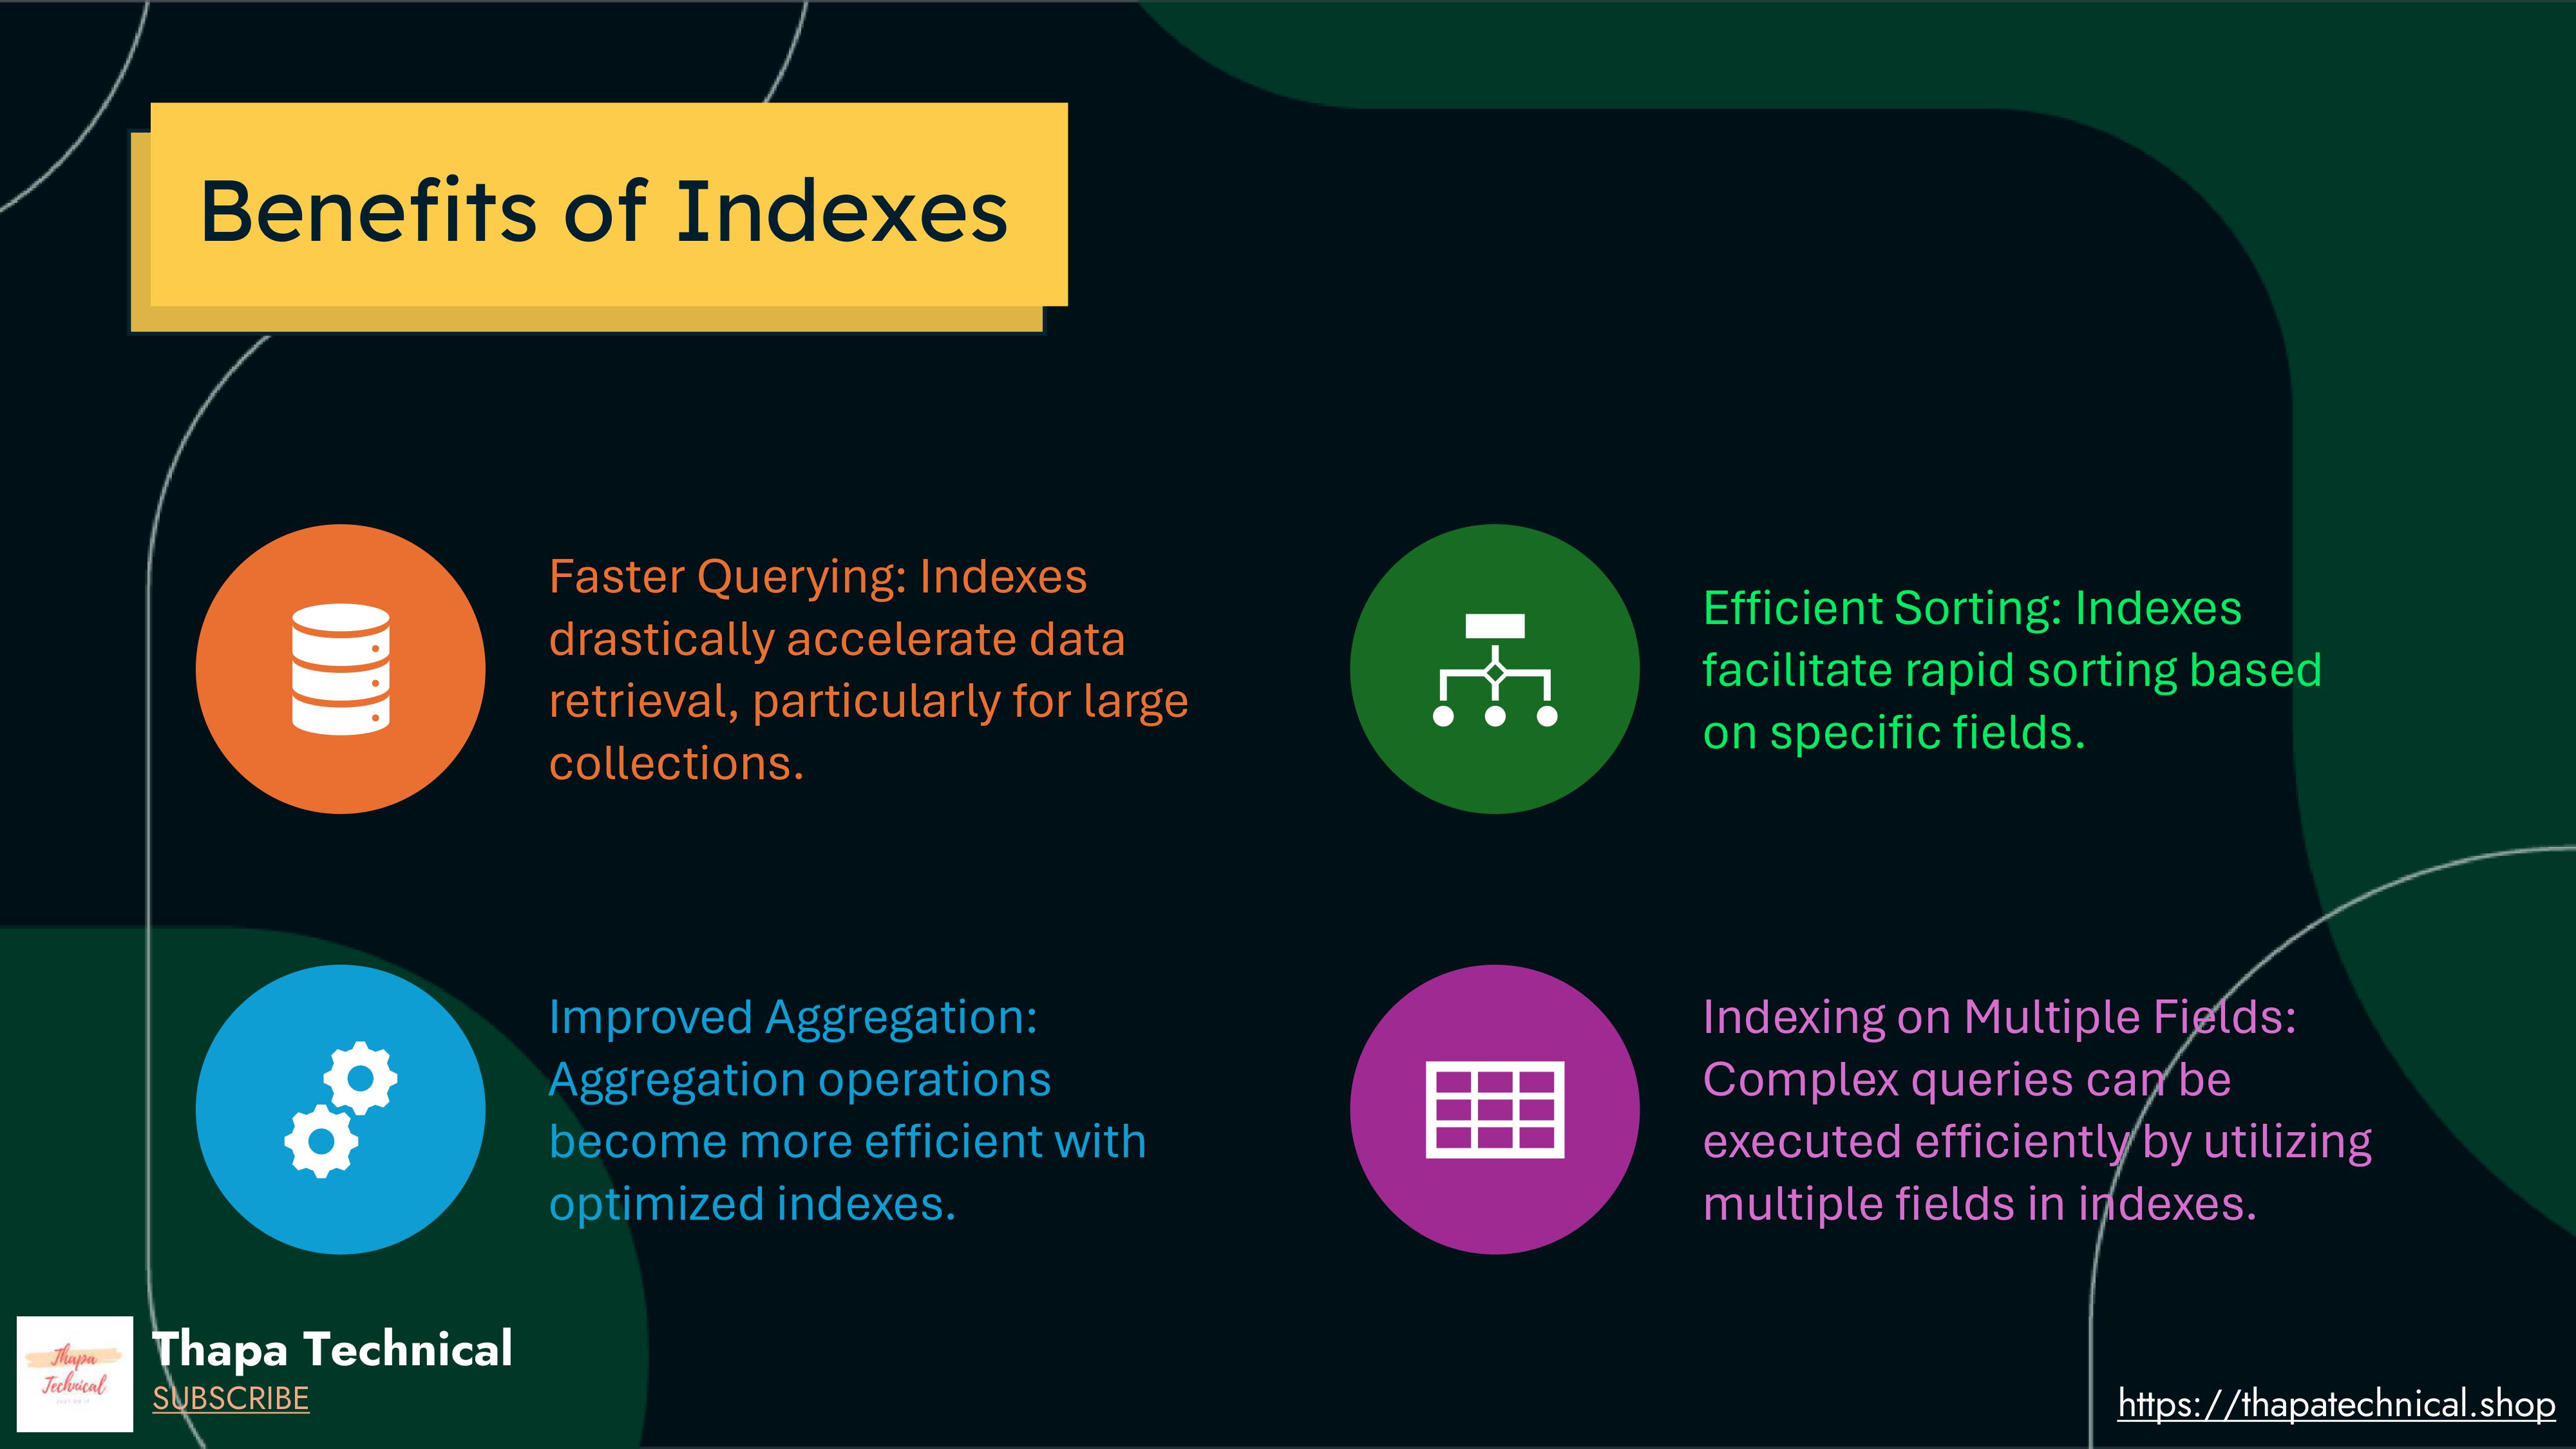 Benefits of Indexes
Faster Querying: Indexes
drastically accelerate data
retrieval, particularly for large
collections.
Efficient Sorting: Indexes
facilitate rapid sorting based
on specific fields.
Improved Aggregation:
Aggregation operations
become more efficient with
optimized indexes.
Indexing on Multiple Fields:
Complex queries can be
executed efficiently by utilizing
multiple fields in indexes.
Thapa
Technical
Thapa Technical
SUBSCRIBE
https://thapatechnical.shop